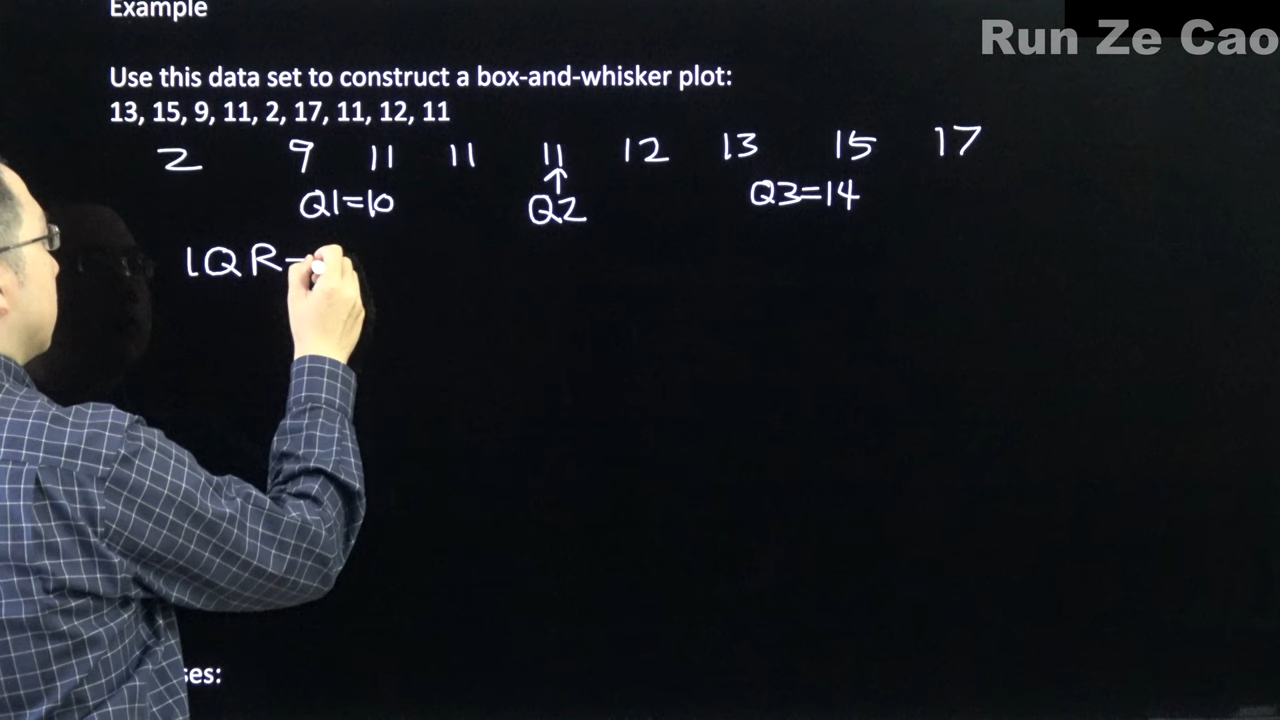 Example
Run Ze Cao
Use this data set to construct a box-and-whisker plot:
13, 15, 9, 11, 2, 17, 11, 12, 11
2 9 11 11 11 12 13 15 17
Q1=10 Q2 Q3=14
IQR